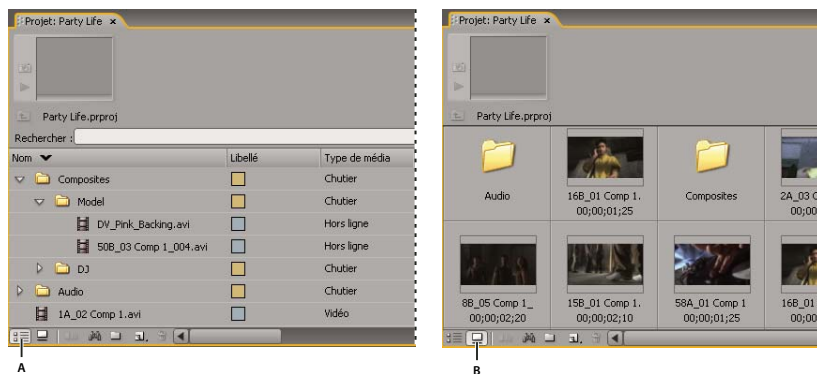 Projet: Party Life ×
Party Life.prproj
Rechercher :
Nom Libellé Type de média
Composites Chutier
Model Chutier
DV_Pink_Backing.avi Hors ligne
50B_03 Comp 1_004.avi Hors ligne
DJ Chutier
Audio Chutier
1A_02 Comp 1.avi Vidéo
A
Projet: Party Life ×
Party Life.prproj
Audio
16B_01 Comp 1.
00;00;01;25
Composites
2A_03 C
00;00
8B_05 Comp 1_
00;00;02;20
15B_01 Comp 1.
00;00;02;10
58A_01 Comp 1
00;00;01;25
16B_01
00;00
B